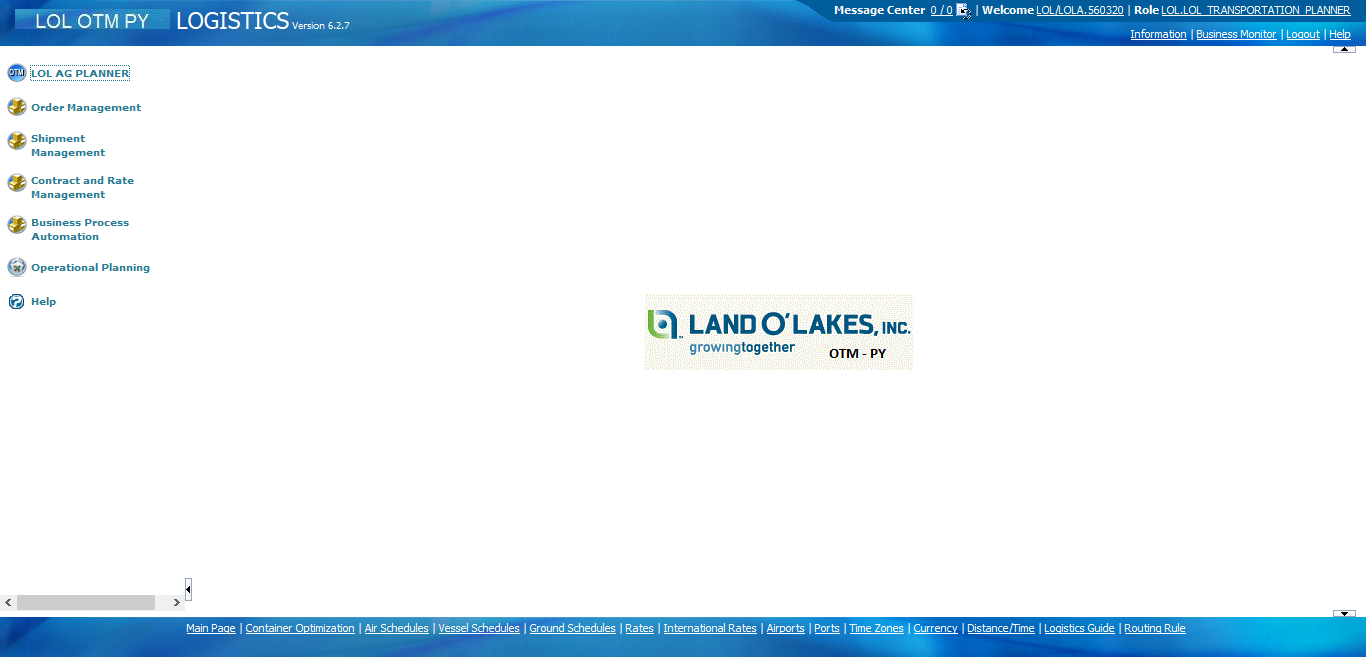 LOL OTM PY LOGISTICS Version 6.2.7
Message Center 0 / 0 | Welcome LOL/LOLA.560320 | Role LOL.LOL_TRANSPORTATION_PLANNER
Information | Business Monitor | Logout | Help
OTM LOL AG PLANNER
Order Management
Shipment
Management
Contract and Rate
Management
Business Process
Automation
Operational Planning
Help
LAND O'LAKES, INC.
growingtogether
OTM - PY
Main Page | Container Optimization | Air Schedules | Vessel Schedules | Ground Schedules | Rates | International Rates | Airports | Ports | Time Zones | Currency | Distance/Time | Logistics Guide | Routing Rule